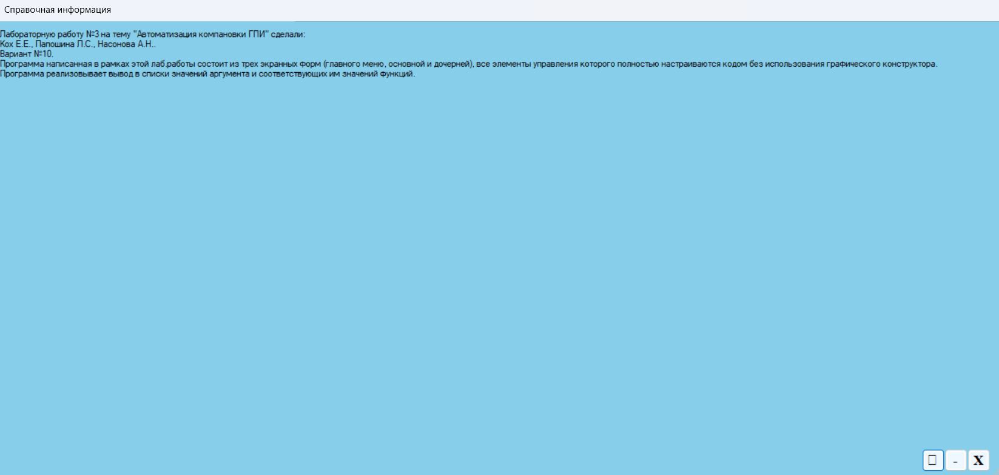 Справочная информация
Лабораторную работу №3 на тему "Автоматизация компановки ГПИ" сделали:
Кох Е.Е., Папошина Л.С., Насонова А.Н..
Вариант №10.
Программа написанная в рамках этой лаб.работы состоит из трех экранных форм (главного меню, основной и дочерней), все элементы управления которого полностью настраиваются кодом без использования графического конструктора.
Программа реализовывает вывод в списки значений аргумента и соответствующих им значений функций.
- X